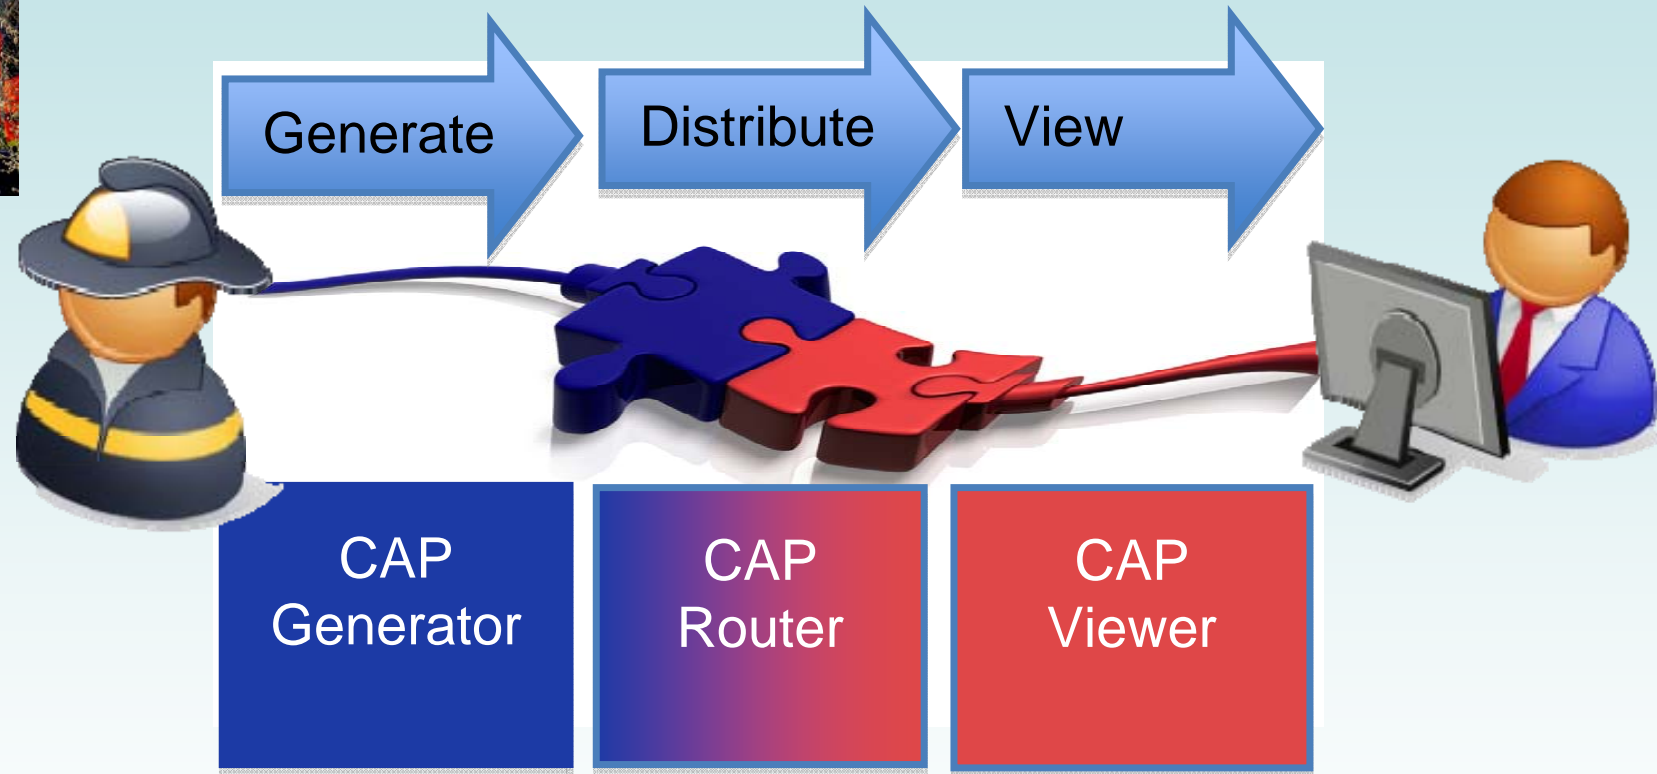 Generate
Distribute
View
CAP
Generator
CAP
Router
CAP
Viewer